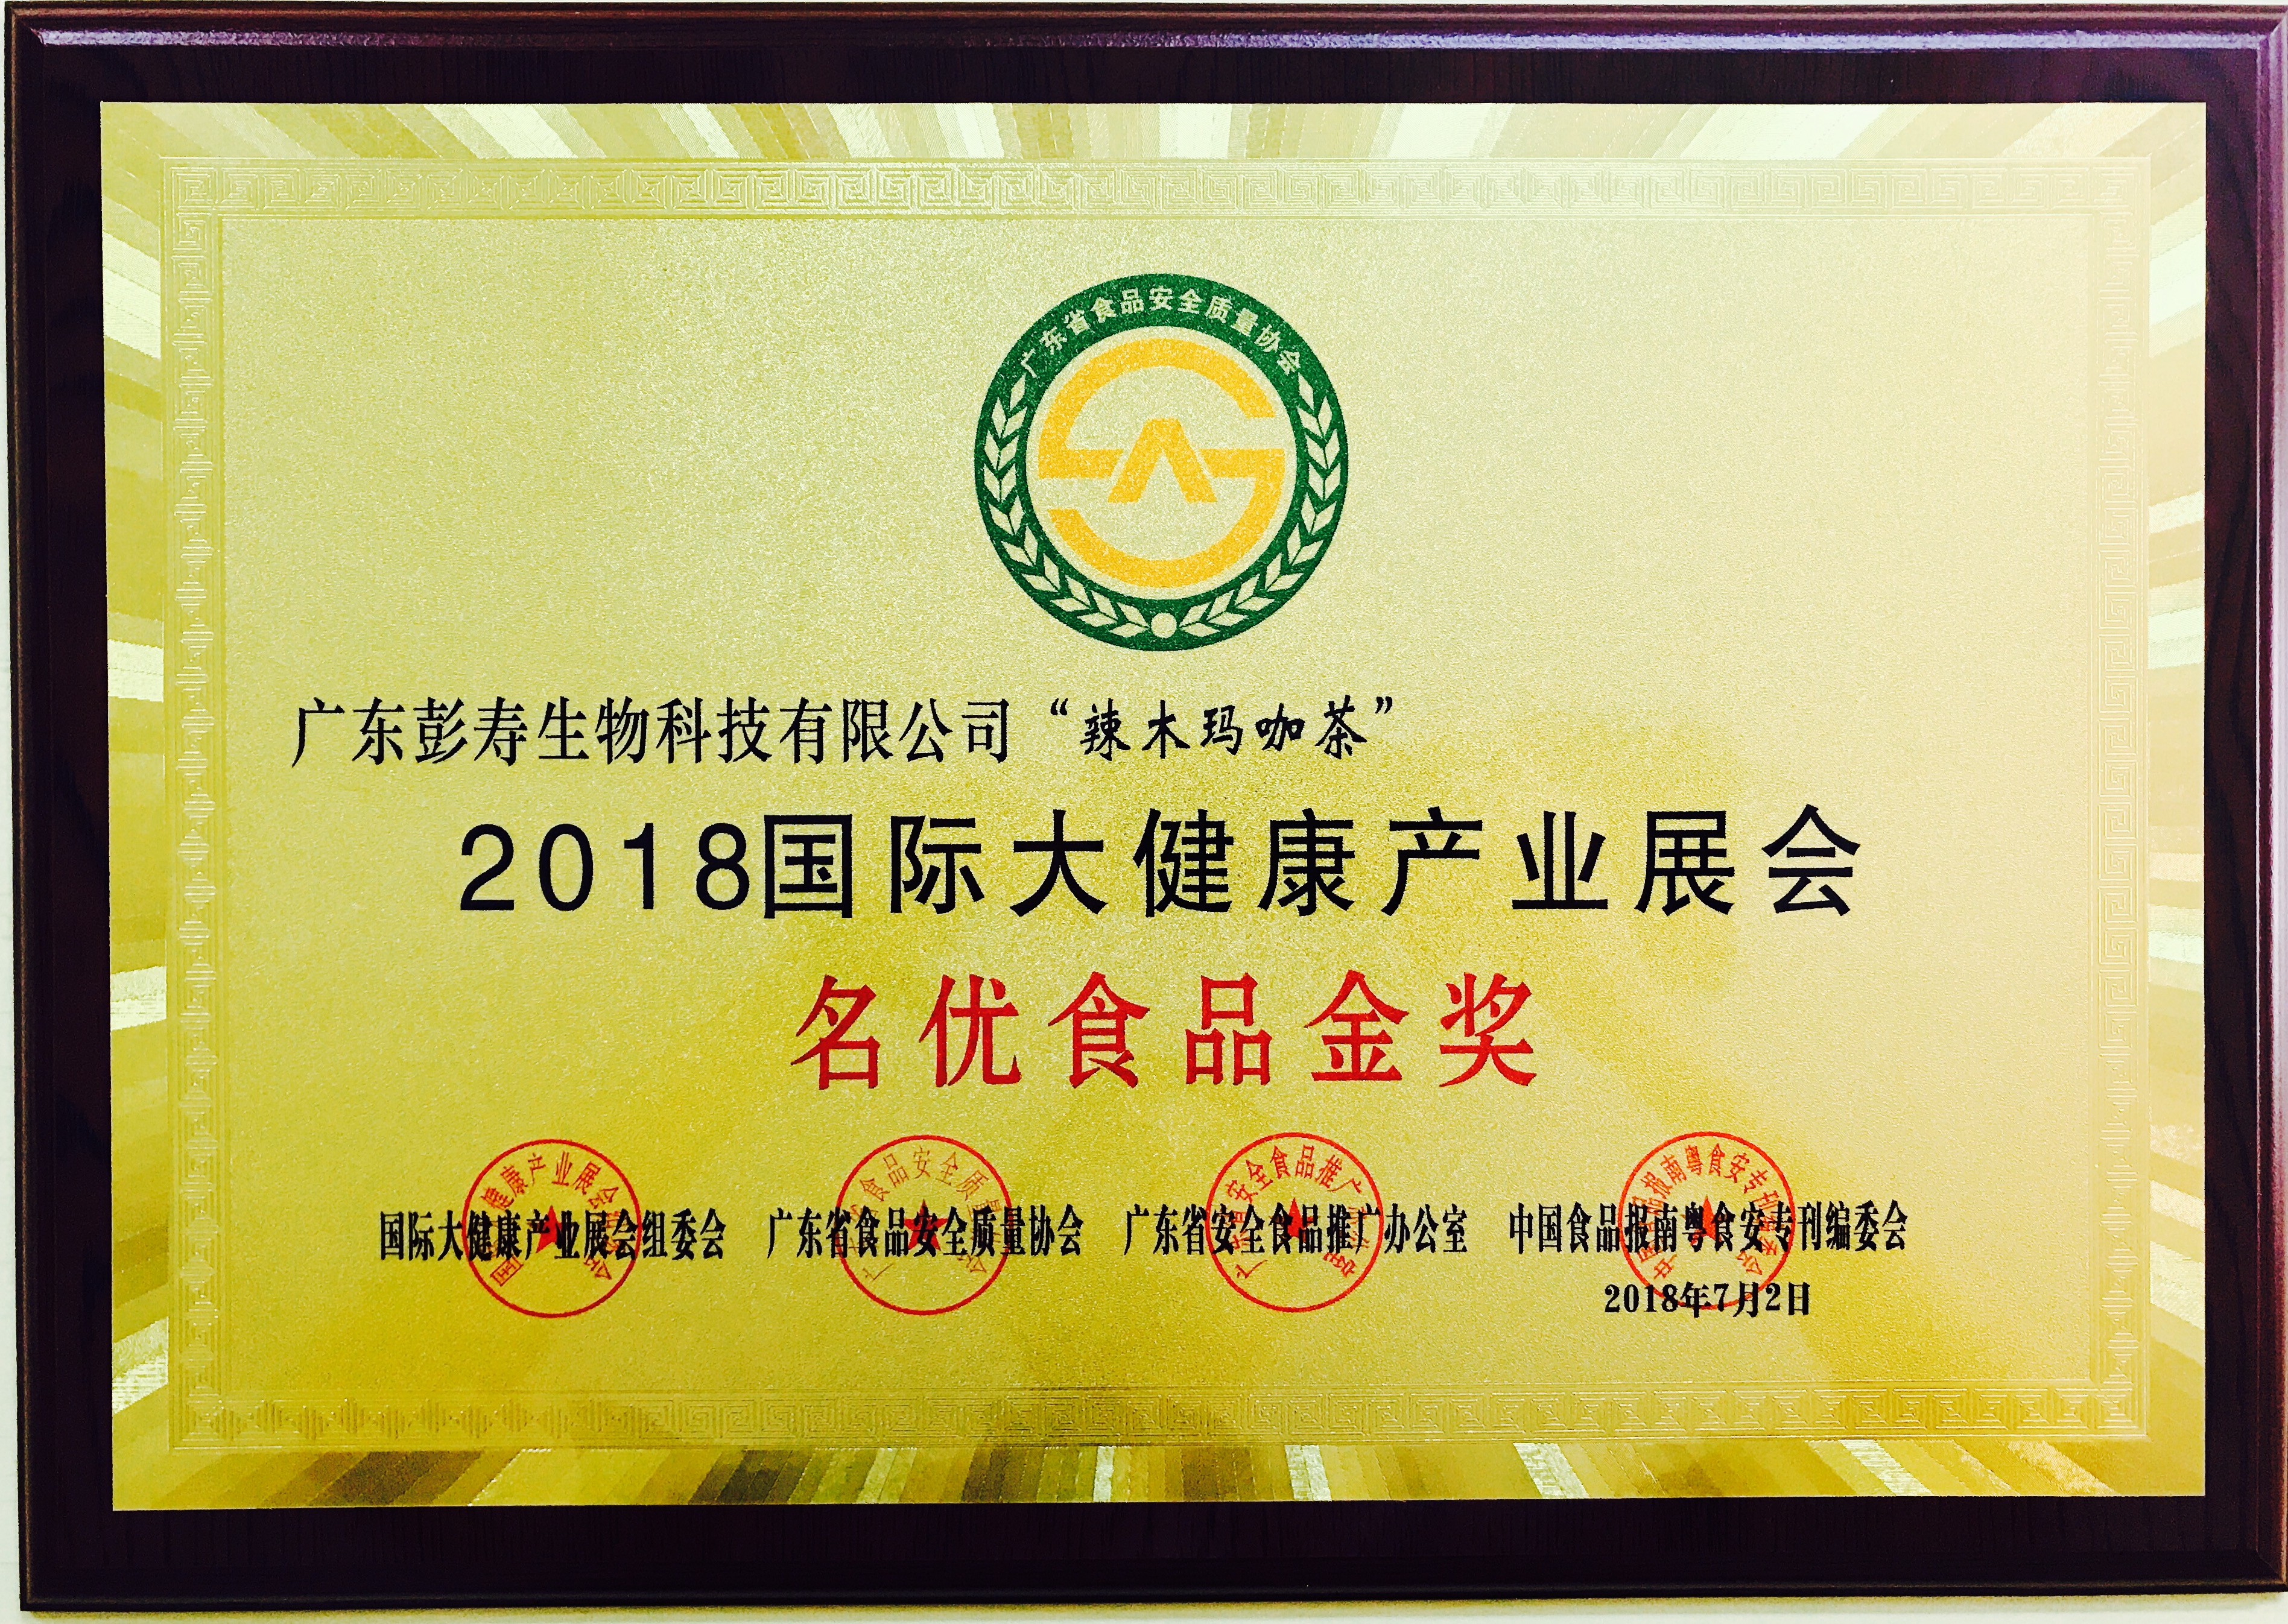 广东省食品安全质量协会
广东彭寿生物科技有限公司“辣木玛咖茶”
2018国际大健康产业展会
名优食品金奖
国际大健康产业展会组委会 广东省食品安全质量协会 广东省安全食品推广办公室 中国食品报南粤食安专刊编委会
2018年7月2日